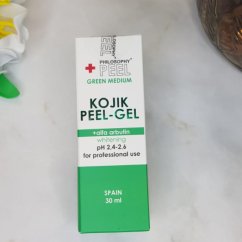 PHILOSOPHY
+ PEEL
GREEN MEDIUM
KOJIK
PEEL-GEL
+alfa arbutin
whitening
pH 2.4-2.6
for professional use
SPAIN
30 ml